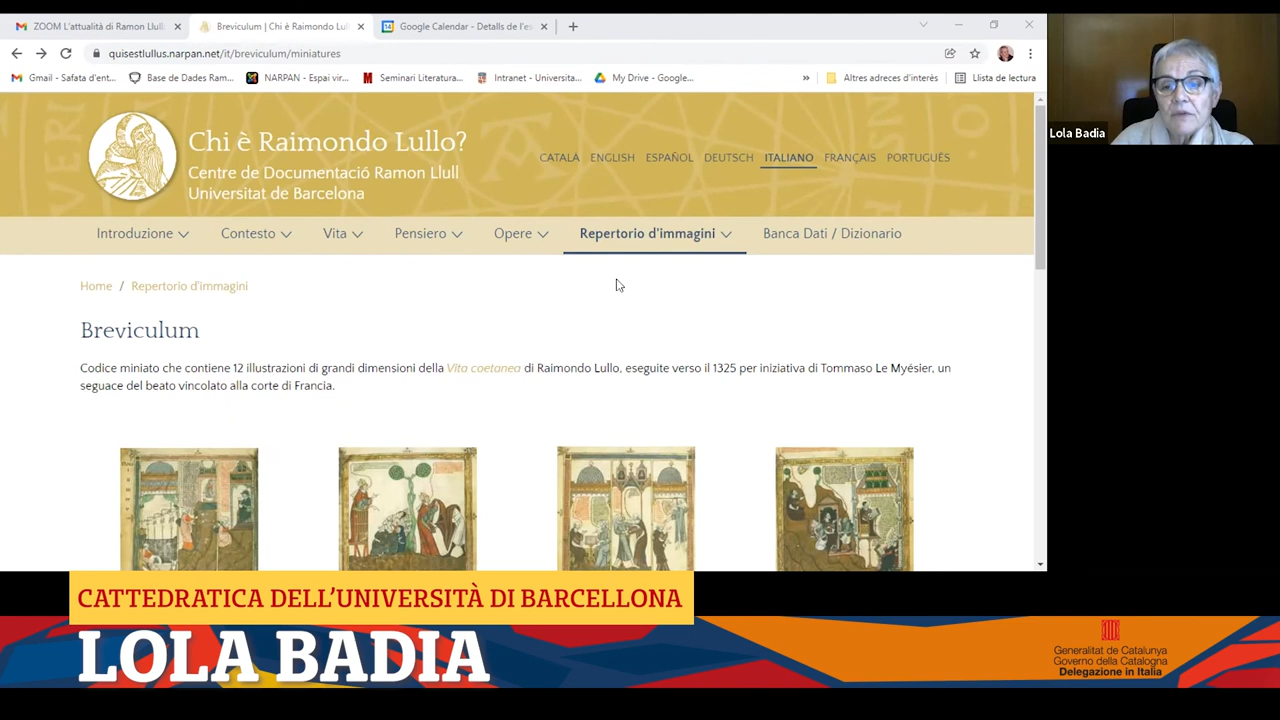 ZOOM L'attualità di Ramon Llull
Breviculum | Chi è Raimondo Lul
Google Calendar - Detalls de l'es
quisestlullus.narpan.net/it/breviculum/miniatures
Gmail - Safata d'ent...
Base de Dades Ram...
NARPAN - Espai vir...
Seminari Literatura...
Intranet - Universita...
My Drive - Google...
»
Altres adreces d'interès
Llista de lectura
Chi è Raimondo Lullo?
Centre de Documentació Ramon Llull
Universitat de Barcelona
CATALÀ ENGLISH ESPAÑOL DEUTSCH ITALIANO FRANÇAIS PORTUGUÊS
Introduzione Contesto Vita Pensiero Opere Repertorio d'immagini Banca Dati / Dizionario
Home / Repertorio d'immagini
Breviculum
Codice miniato che contiene 12 illustrazioni di grandi dimensioni della Vita coetanea di Raimondo Lullo, eseguite verso il 1325 per iniziativa di Tommaso Le Myésier, un
seguace del beato vincolato alla corte di Francia.
Lola Badia
CATTEDRATICA DELL'UNIVERSITÀ DI BARCELLONA
LOLA BADIA
Generalitat de Catalunya
Governo della Catalogna
Delegazione in Italia